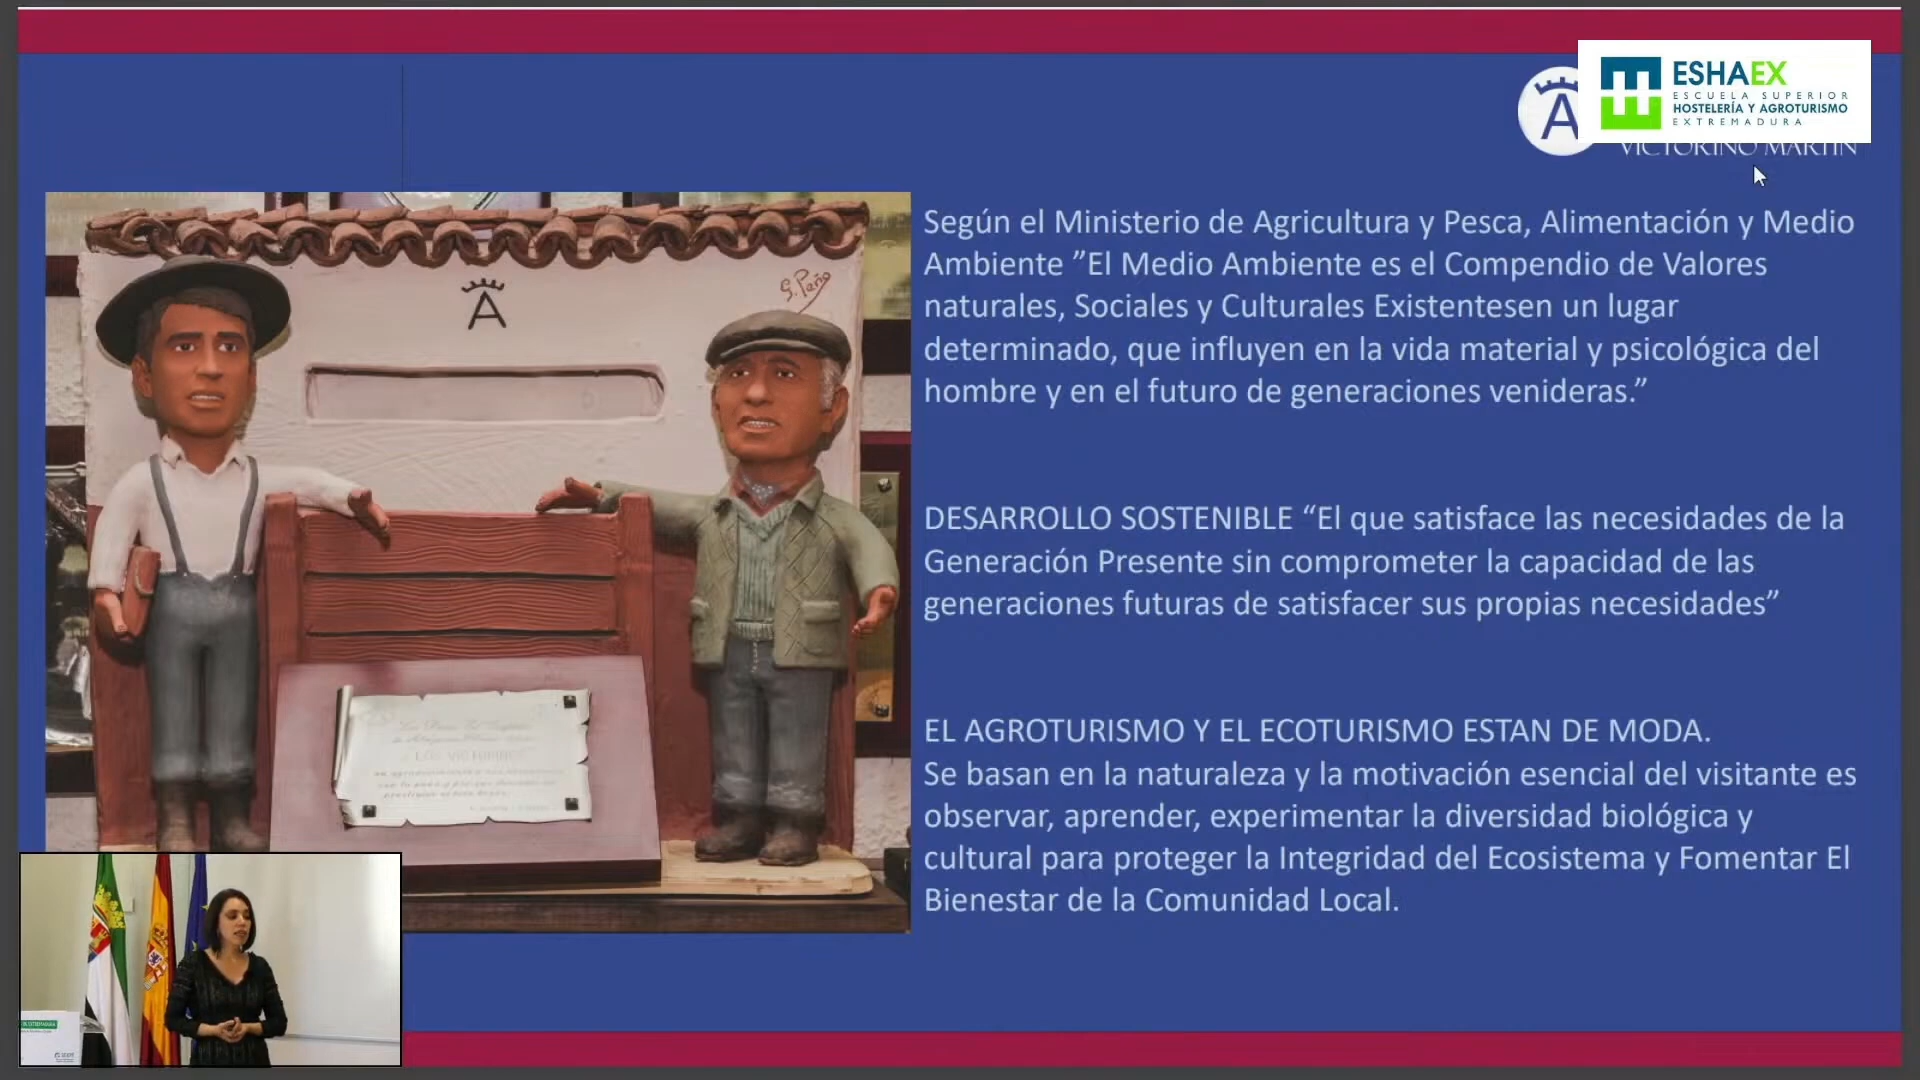 ESHAEX
ESCUELA SUPERIOR
HOSTELERÍA Y AGROTURISMO
EXTREMADURA
A
VICTORINO MARTIN
Según el Ministerio de Agricultura y Pesca, Alimentación y Medio
Ambiente ”El Medio Ambiente es el Compendio de Valores
naturales, Sociales y Culturales Existentesen un lugar
determinado, que influyen en la vida material y psicológica del
hombre y en el futuro de generaciones venideras.”
DESARROLLO SOSTENIBLE “El que satisface las necesidades de la
Generación Presente sin comprometer la capacidad de las
generaciones futuras de satisfacer sus propias necesidades”
EL AGROTURISMO Y EL ECOTURISMO ESTAN DE MODA.
Se basan en la naturaleza y la motivación esencial del visitante es
observar, aprender, experimentar la diversidad biológica y
cultural para proteger la Integridad del Ecosistema y Fomentar El
Bienestar de la Comunidad Local.
A
G. Peño